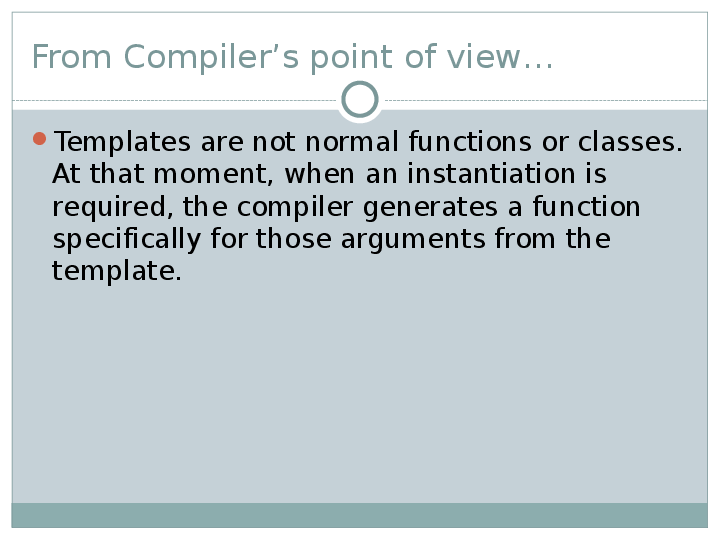 From Compiler’s point of view…
Templates are not normal functions or classes.
At that moment, when an instantiation is
required, the compiler generates a function
specifically for those arguments from the
template.